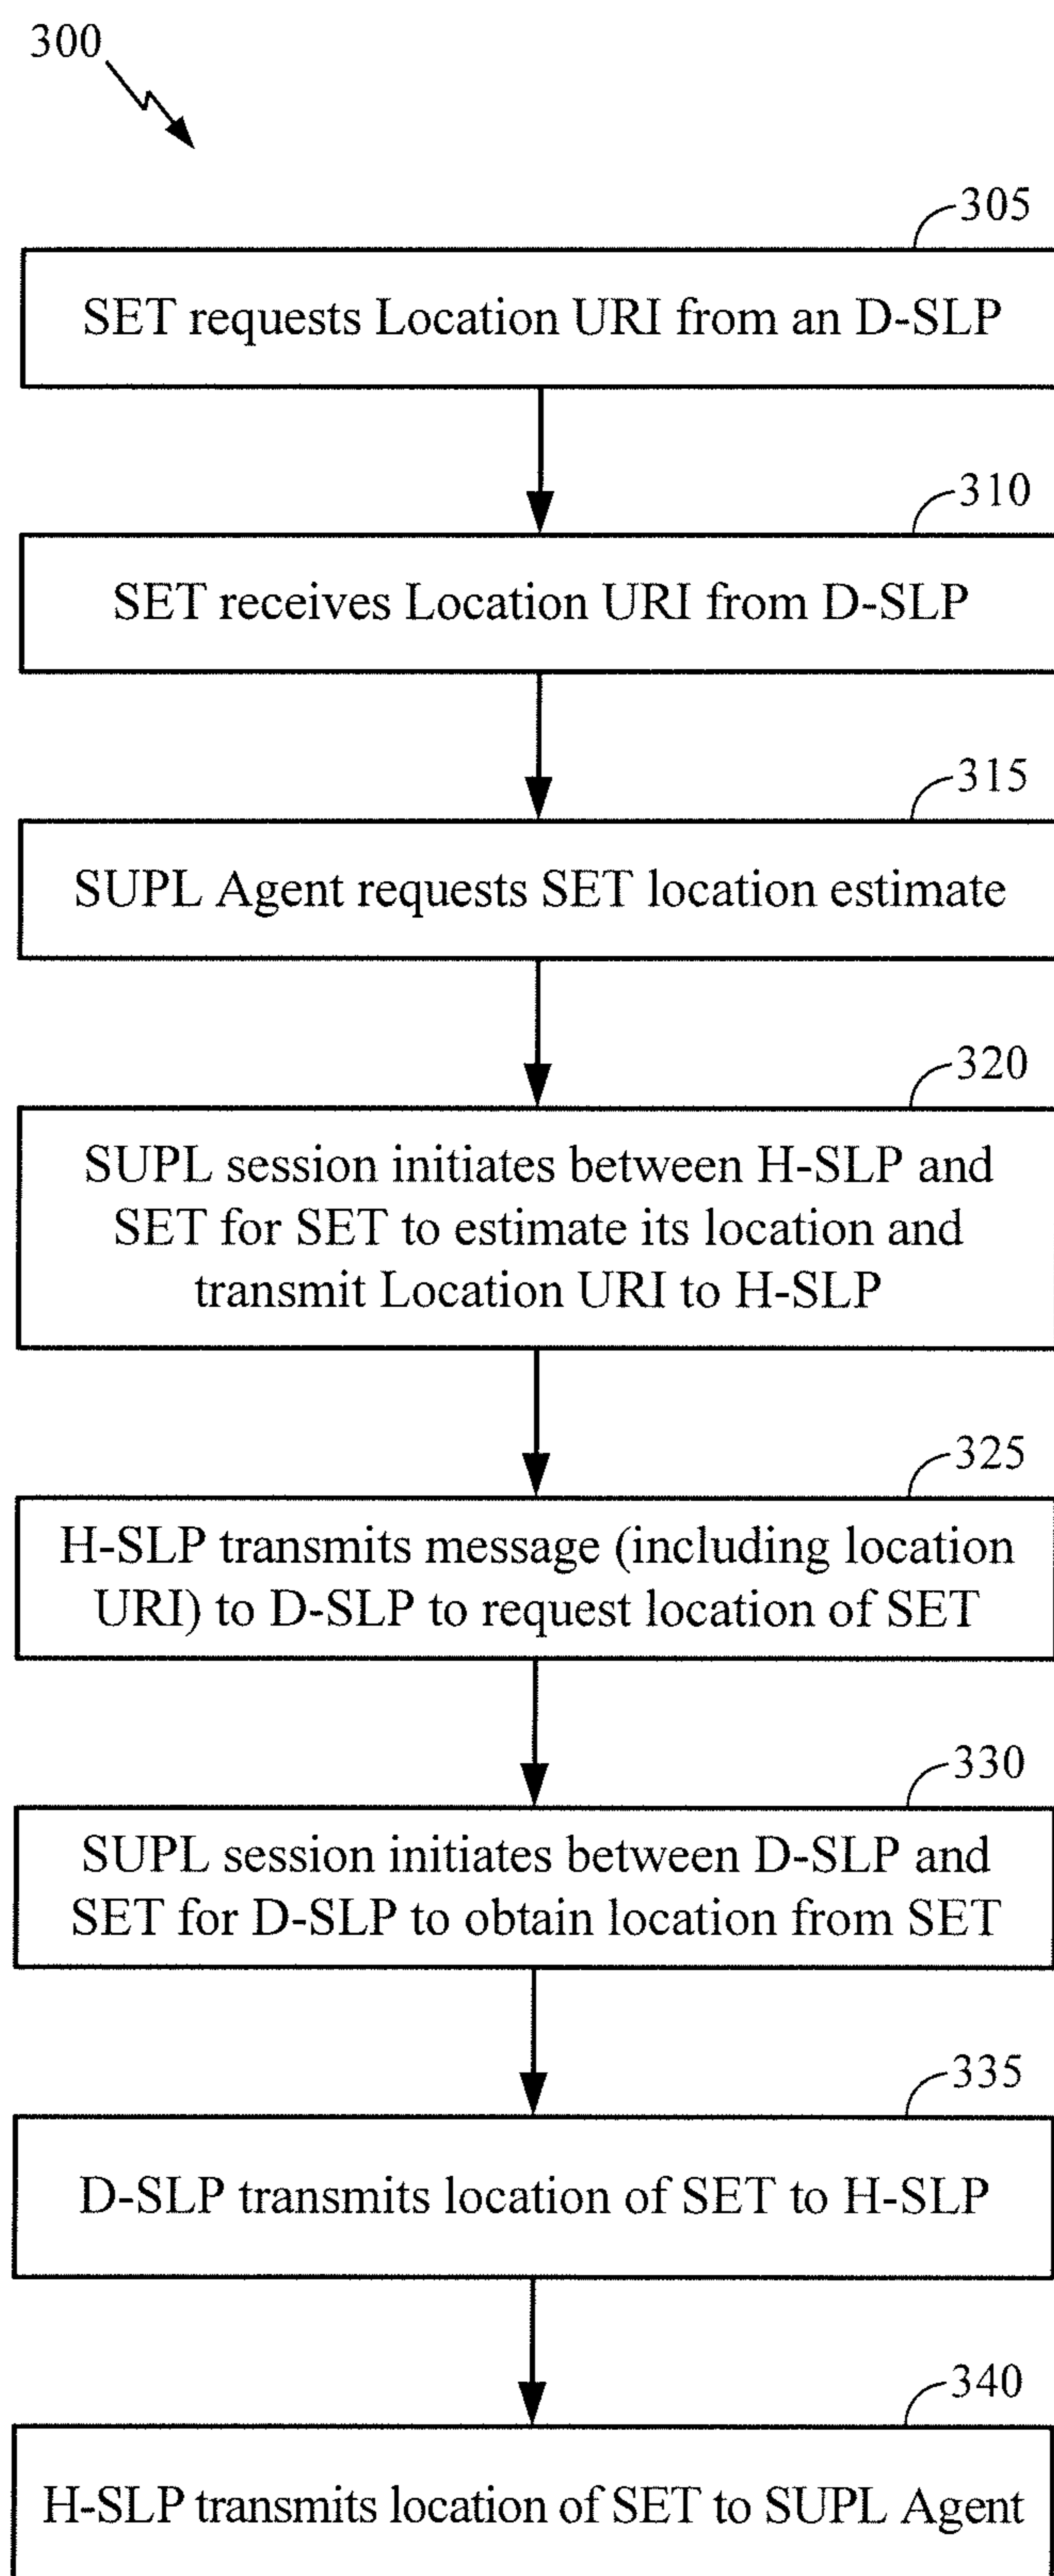 300
305
SET requests Location URI from an D-SLP
310
SET receives Location URI from D-SLP
315
SUPL Agent requests SET location estimate
320
SUPL session initiates between H-SLP and
SET for SET to estimate its location and
transmit Location URI to H-SLP
325
H-SLP transmits message (including location
URI) to D-SLP to request location of SET
330
SUPL session initiates between D-SLP and
SET for D-SLP to obtain location from SET
335
D-SLP transmits location of SET to H-SLP
340
H-SLP transmits location of SET to SUPL Agent